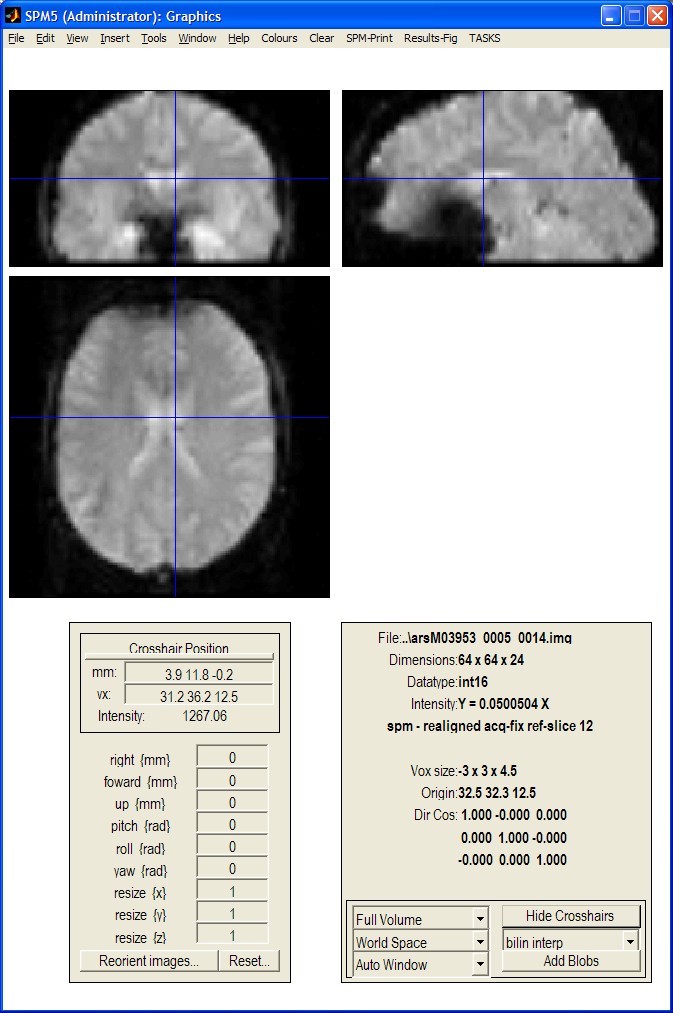 SPM5 (Administrator): Graphics
File Edit View Insert Tools Window Help Colours Clear SPM-Print Results-Fig TASKS
Crosshair Position
mm: 3.9 11.8 -0.2
vx: 31.2 36.2 12.5
Intensity: 1267.06
right {mm} 0
foward {mm} 0
up {mm} 0
pitch {rad} 0
roll {rad} 0
yaw {rad} 0
resize {x} 1
resize {y} 1
resize {z} 1
Reorient images... Reset...
File:..\arsM03953_0005_0014.img
Dimensions:64 x 64 x 24
Datatype:int16
Intensity:Y = 0.0500504 X
spm - realigned acq-fix ref-slice 12
Vox size:-3 x 3 x 4.5
Origin:32.5 32.3 12.5
Dir Cos: 1.000 -0.000 0.000
0.000 1.000 -0.000
-0.000 0.000 1.000
Full Volume Hide Crosshairs
World Space bilin interp
Auto Window Add Blobs